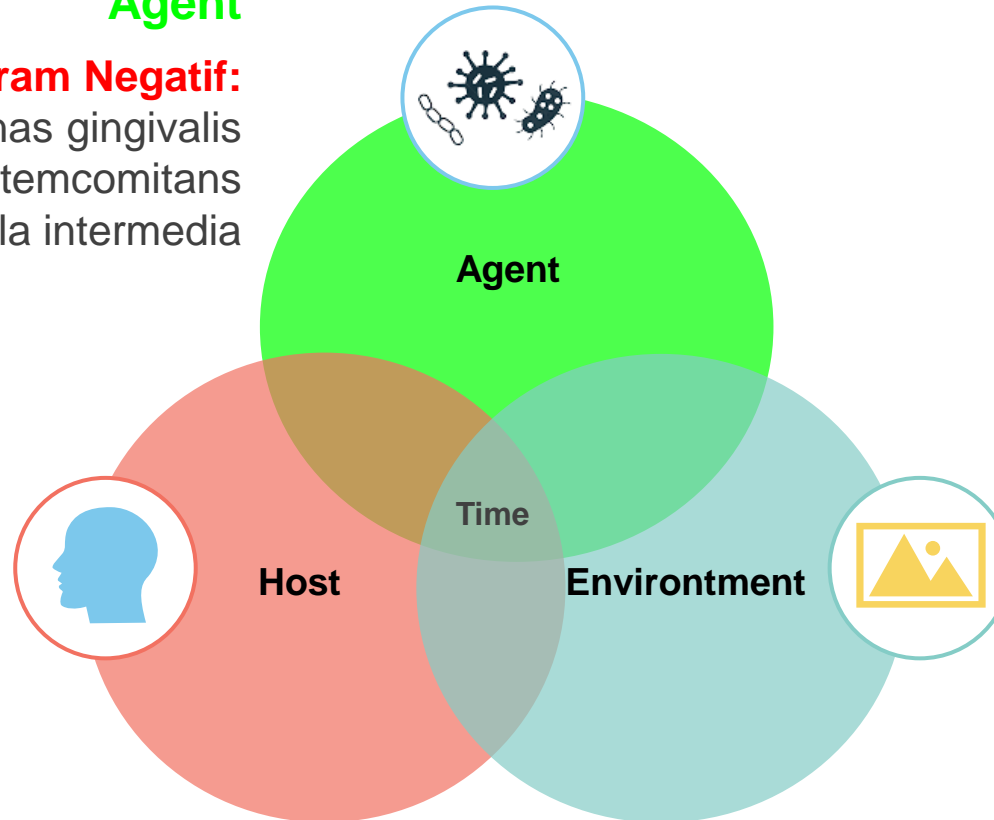 Agent
ram Negatif:
nas gingivalis
temcomitans
la intermedia
Agent
Time
Host
Environtment